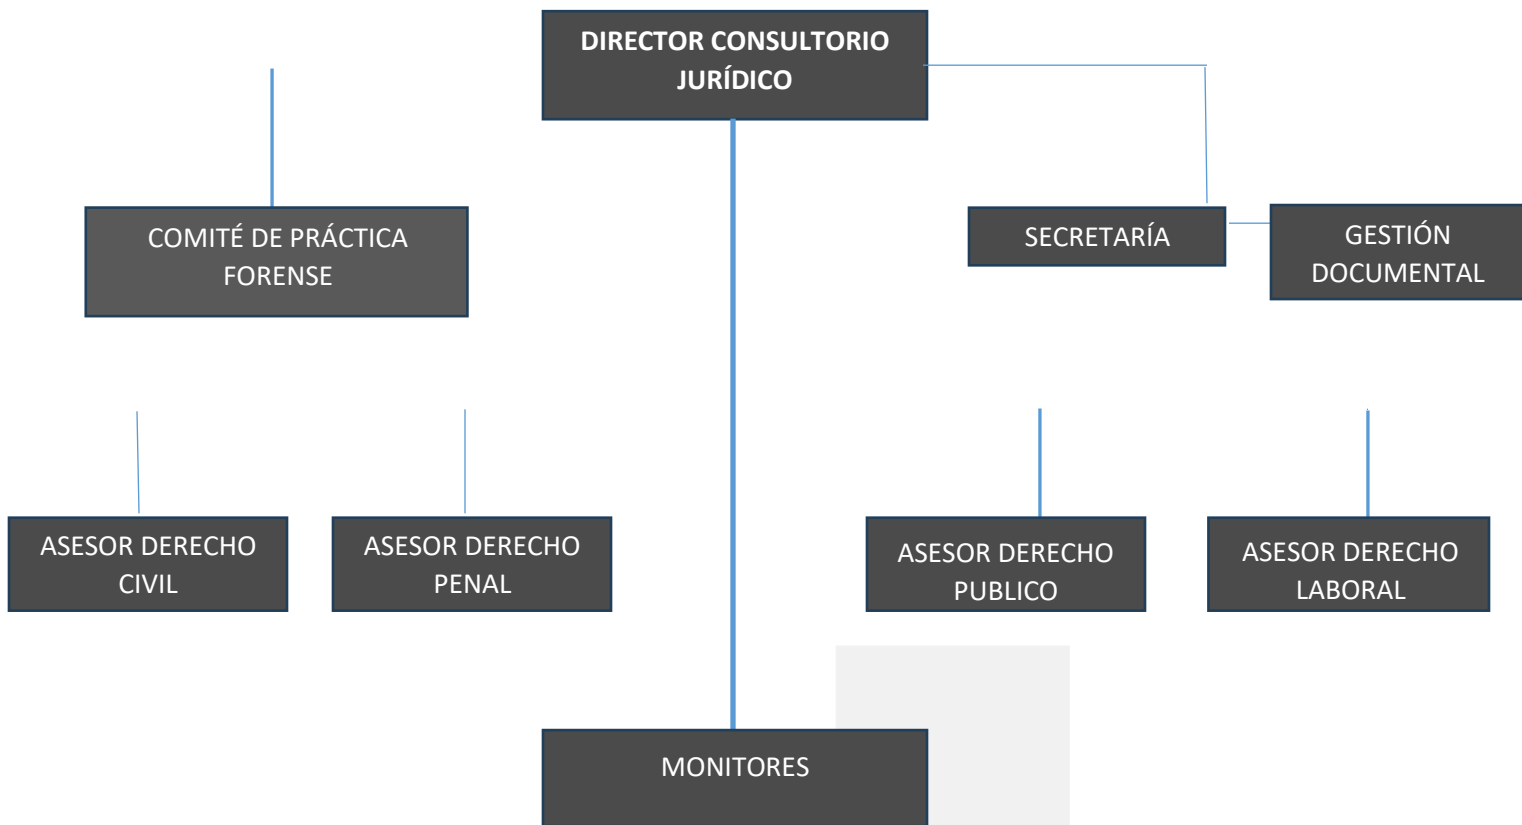 DIRECTOR CONSULTORIO
JURÍDICO
COMITÉ DE PRÁCTICA
FORENSE
SECRETARÍA
GESTIÓN
DOCUMENTAL
ASESOR DERECHO
CIVIL
ASESOR DERECHO
PENAL
ASESOR DERECHO
PUBLICO
ASESOR DERECHO
LABORAL
MONITORES